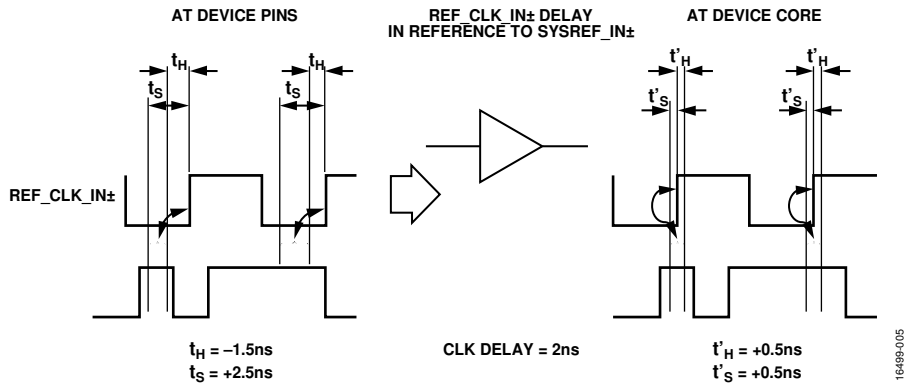 AT DEVICE PINS
REF_CLK_IN± DELAY
IN REFERENCE TO SYSREF_IN±
AT DEVICE CORE
tH
tH
t'H
t'H
tS
tS
t'S
t'S
REF_CLK_IN±
tH = –1.5ns
tS = +2.5ns
CLK DELAY = 2ns
t'H = +0.5ns
t'S = +0.5ns
16499-005